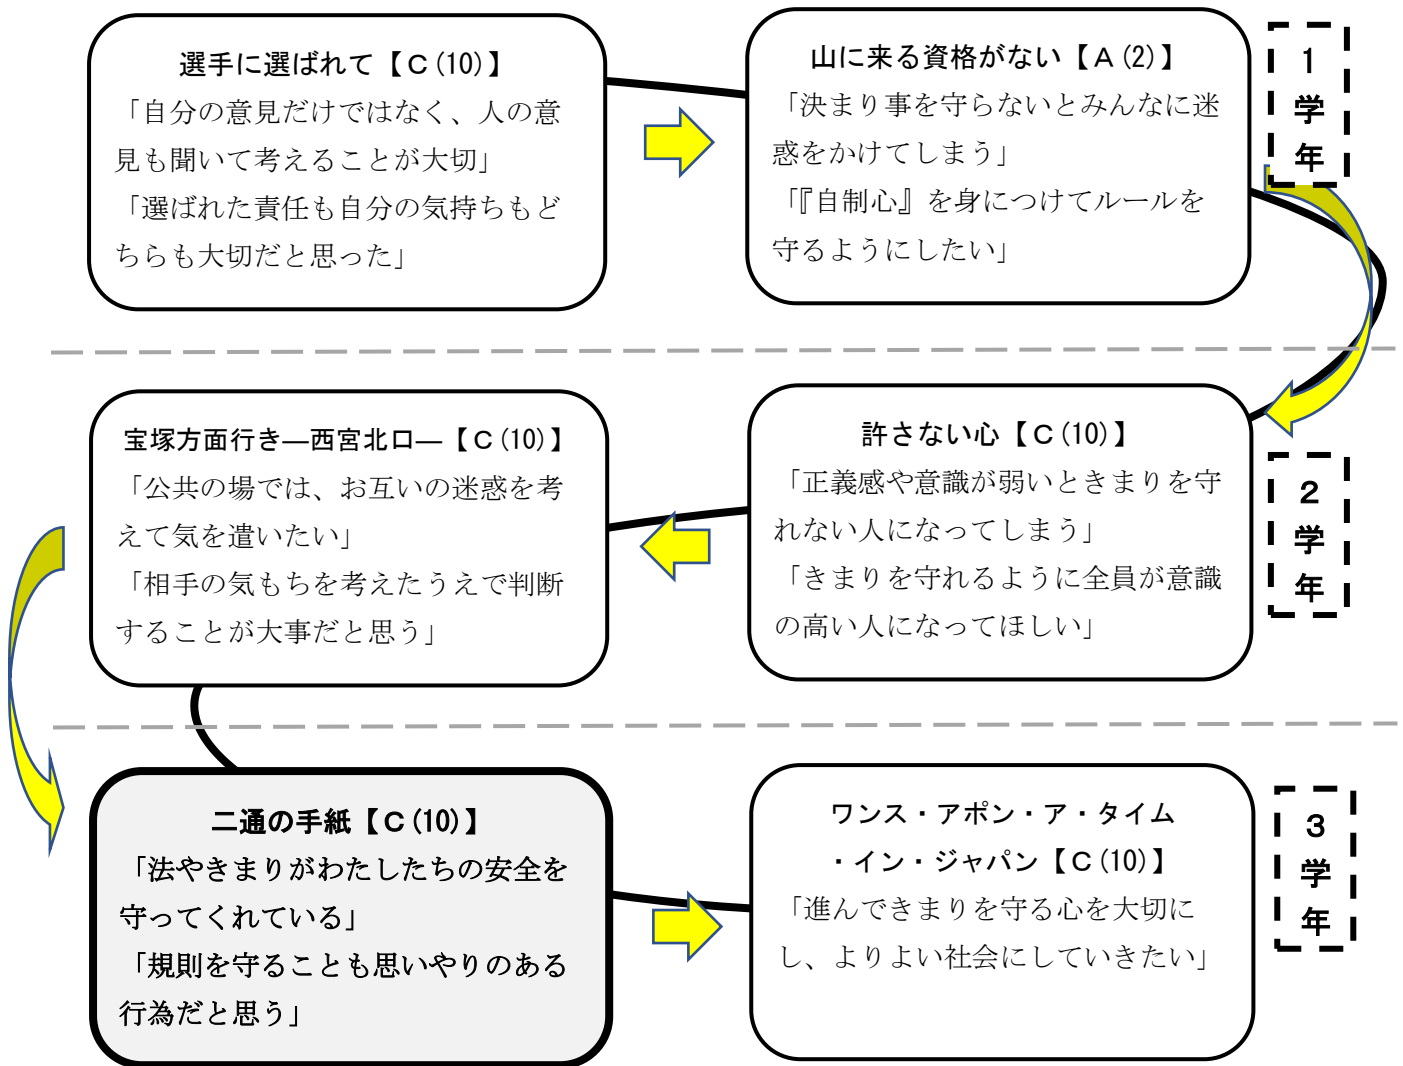 選手に選ばれて【C(10)】
「自分の意見だけではなく、人の意
見も聞いて考えることが大切」
「選ばれた責任も自分の気持ちもど
ちらも大切だと思った」
山に来る資格がない【A(2)】
「決まり事を守らないとみんなに迷
惑をかけてしまう」
「『自制心』を身につけてルールを
守るようにしたい」
1
学
年
許さない心【C(10)】
「正義感や意識が弱いときまりを守
れない人になってしまう」
「きまりを守れるように全員が意識
の高い人になってほしい」
宝塚方面行き―西宮北口―【C(10)】
「公共の場では、お互いの迷惑を考
えて気を遣いたい」
「相手の気もちを考えたうえで判断
することが大事だと思う」
2
学
年
二通の手紙【C(10)】
「法やきまりがわたしたちの安全を
守ってくれている」
「規則を守ることも思いやりのある
行為だと思う」
ワンス・アポン・ア・タイム
・イン・ジャパン【C(10)】
「進んできまりを守る心を大切に
し、よりよい社会にしていきたい」
3
学
年